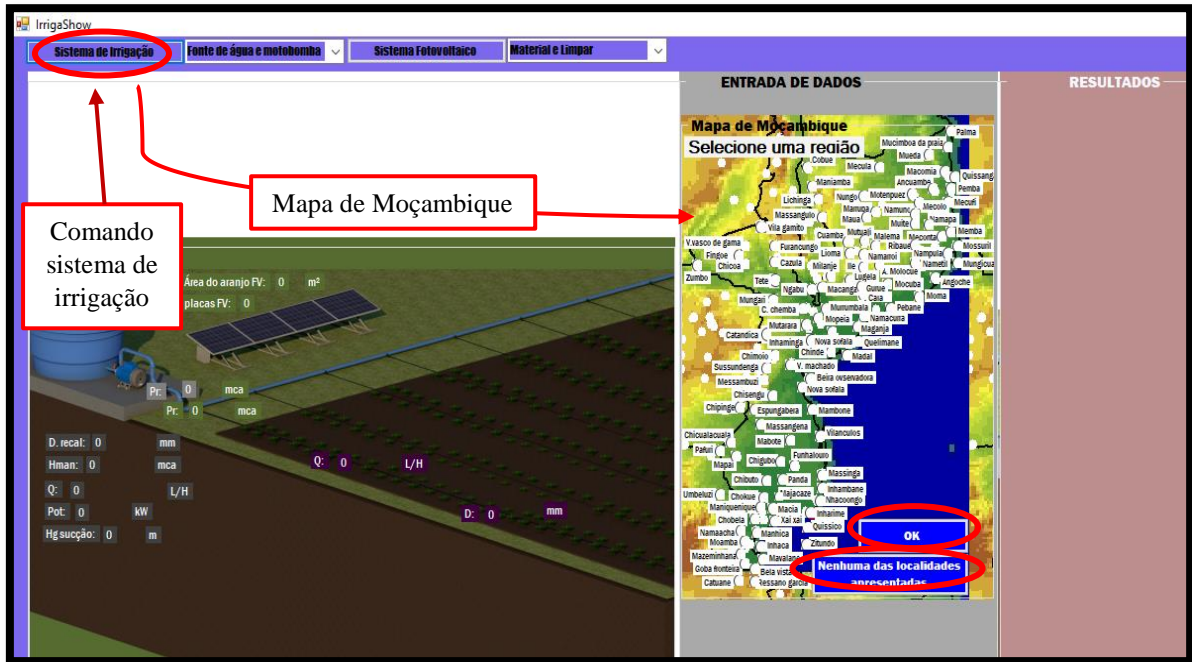 IrrigaShow
Sistema de Irrigação
Fonte de água e motobomba
Sistema Fotovoltaico
Material e Limpar
ENTRADA DE DADOS
RESULTADOS
Comando
sistema de
irrigação
Mapa de Moçambique
Área do aranjo FV: 0 m²
placas FV: 0
Pr: 0 mca
Pr: 0 mca
D. recal: 0 mm
Hman: 0 mca
Q: 0 L/H
Pot: 0 kW
Hg sucção: 0 m
Q: 0 L/H
D: 0 mm
Mapa de Moçambique
Selecione uma região
Palma
Mucimboa da praia
Mueda
Cobue
Mecula
Macomia
Quissang
Maniamba
Ancuambe
Pemba
Lichinga
Nungo
Motenpuez
Mecufi
Massangulo
Marrupa
Namuno
Mecolo
Maua
Muite
Namapa
Vila gamito
Cuamba
Mutuali
Malema
Meconta
Memba
V.vasco de gama
Furancungo
Lioma
Ribaue
Mossuril
Fingoe
Namarroi
Nampula
Chicoa
Cazula
Milanje
Ile
A. Molocue
Nametil
Mungicua
Zumbo
Tete
Ngabu
Lugela
Macanga
Gurue
Mocuba
Angoche
Mungari
Caia
Moma
C. chemba
Murrumbala
Pebane
Mutarara
Mopeia
Namacurra
Catandica
Maganja
Inhaminga
Nova sofala
Quelimane
Chimoio
Chinde
Madal
Sussundenga
V. machado
Messambuzi
Beira ovservadora
Chisengu
Nova sofala
Chipinge
Espungabera
Mambone
Massangena
Chicualacuala
Mabote
Vilanculos
Pafuri
Mapai
Chigubo
Funhalouro
Massinga
Chibuto
Panda
Inhambane
Umbeluzi
Chokue
Majacaze
Nhacoongo
Maniquenique
Macia
Inharime
Chobela
Xai xai
Quissico
Namaacha
Manhica
Moamba
Inhaca
Zitundo
Mazeminhana
Mavalane
Goba fronteira
Bela vista
Catuane
Ressano garcia
OK
Nenhuma das localidades
apresentadas